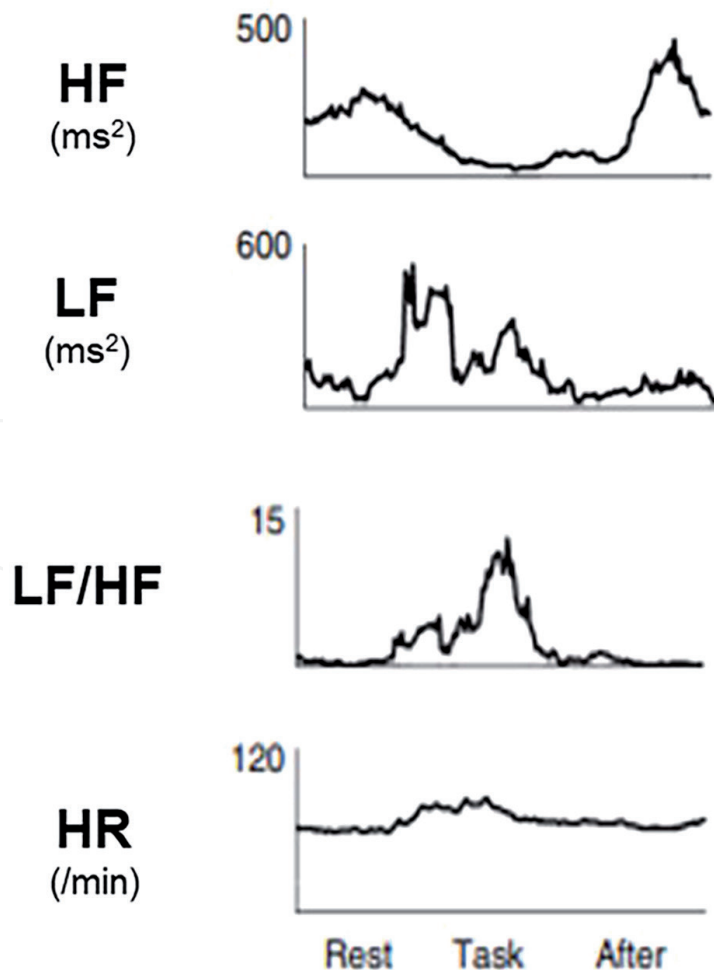 500
HF
(ms²)
600
LF
(ms²)
15
LF/HF
120
HR
(/min)
Rest Task After